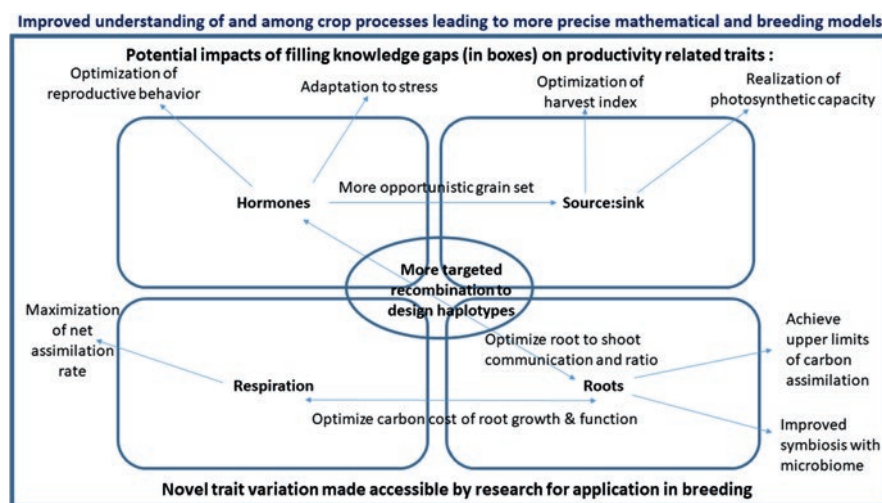 Improved understanding of and among crop processes leading to more precise mathematical and breeding models
Potential impacts of filling knowledge gaps (in boxes) on productivity related traits :
Optimization of
reproductive behavior
Adaptation to stress
Optimization of
harvest index
Realization of
photosynthetic capacity
Hormones
More opportunistic grain set
Source:sink
More targeted
recombination to
design haplotypes
Maximization
of net
assimilation
rate
Optimize root to shoot
communication and ratio
Achieve
upper limits
of carbon
assimilation
Respiration
Roots
Optimize carbon cost of root growth & function
Improved
symbiosis with
microbiome
Novel trait variation made accessible by research for application in breeding